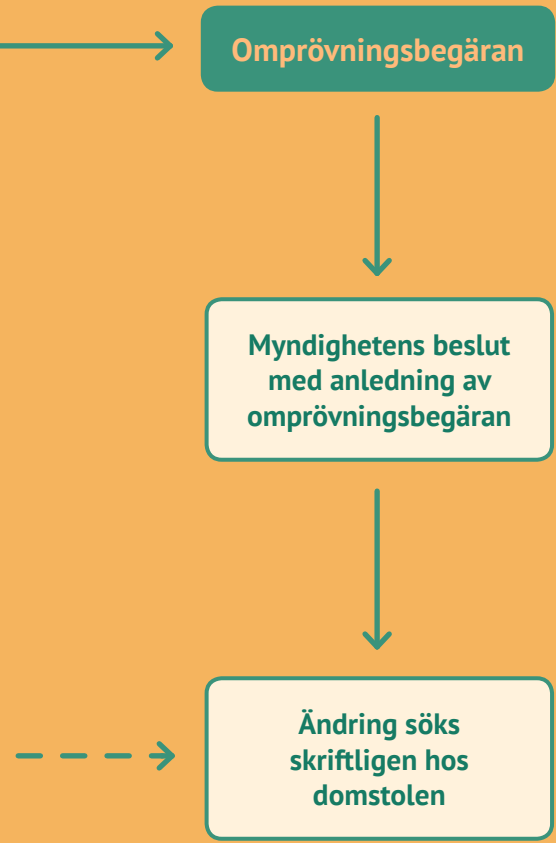 Omprövningsbegäran
Myndighetens beslut
med anledning av
omprövningsbegäran
Ändring söks
skriftligen hos
domstolen